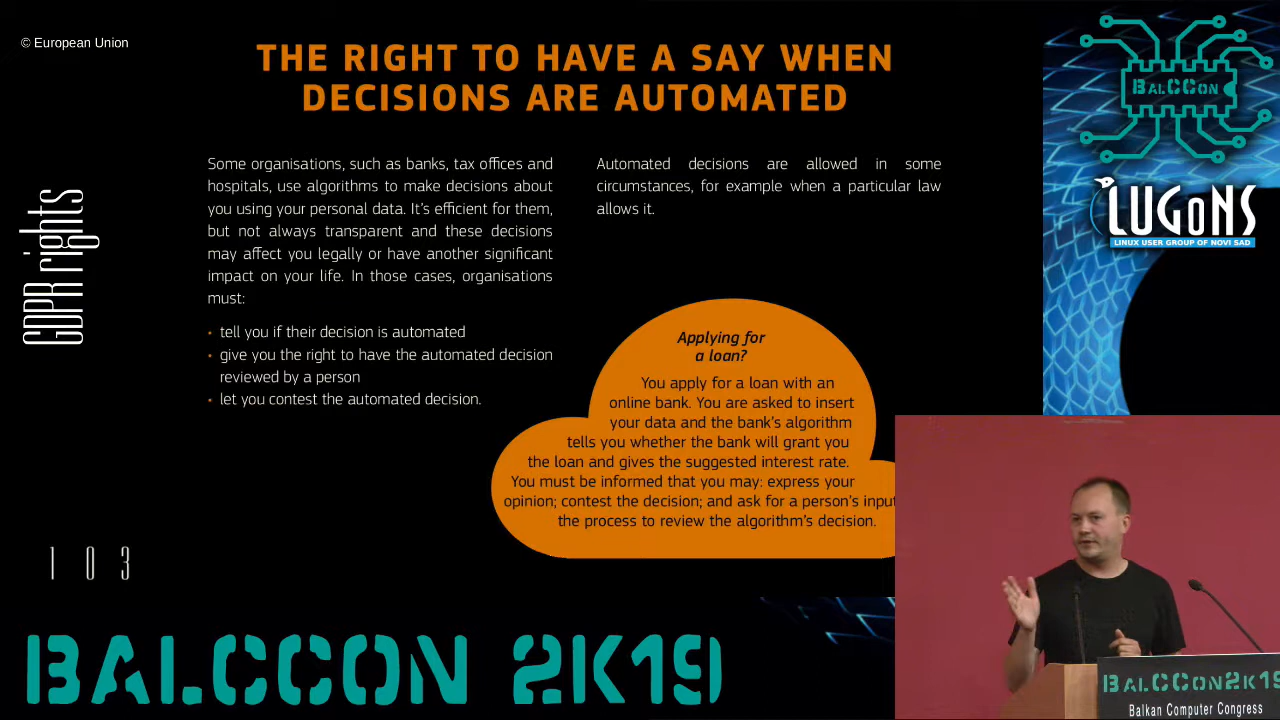 © European Union
THE RIGHT TO HAVE A SAY WHEN
DECISIONS ARE AUTOMATED
GDPR rights
Some organisations, such as banks, tax offices and
hospitals, use algorithms to make decisions about
you using your personal data. It’s efficient for them,
but not always transparent and these decisions
may affect you legally or have another significant
impact on your life. In those cases, organisations
must:
• tell you if their decision is automated
• give you the right to have the automated decision
reviewed by a person
• let you contest the automated decision.
Automated decisions are allowed in some
circumstances, for example when a particular law
allows it.
Applying for
a loan?
You apply for a loan with an
online bank. You are asked to insert
your data and the bank’s algorithm
tells you whether the bank will grant you
the loan and gives the suggested interest rate.
You must be informed that you may: express your
opinion; contest the decision; and ask for a person’s input
the process to review the algorithm’s decision.
103
BALCCON
LUGONS
LINUX USER GROUP OF NOVI SAD
BALCCON 2K19
BALCCON2K19
Balkan Computer Congress